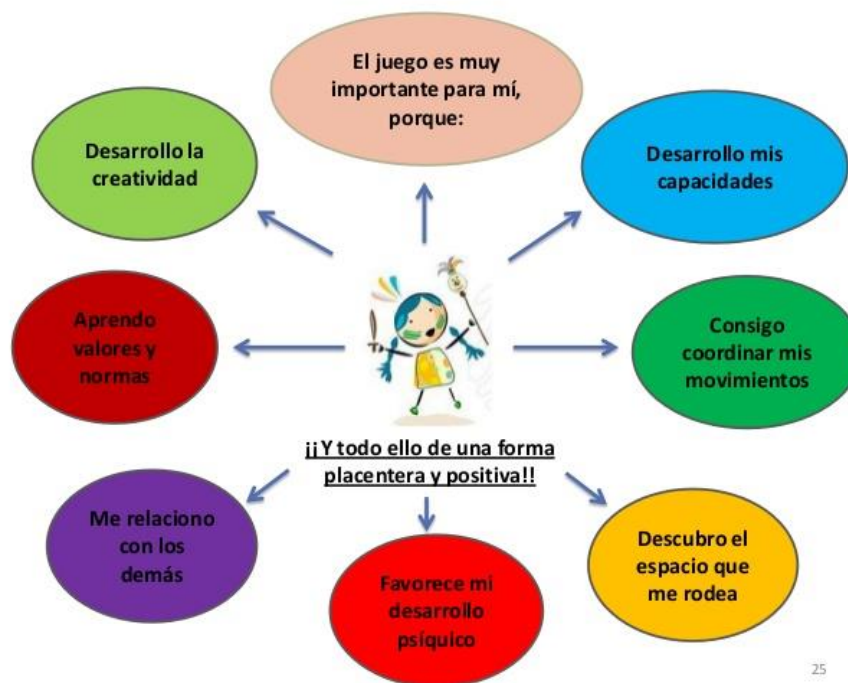 El juego es muy
importante para mí,
porque:
Desarrollo la
creatividad
Desarrollo mis
capacidades
Aprendo
valores y
normas
Consigo
coordinar mis
movimientos
¡¡Y todo ello de una forma
placentera y positiva!!
Me relaciono
con los
demás
Favorece mi
desarrollo
psíquico
Descubro el
espacio que
me rodea
25